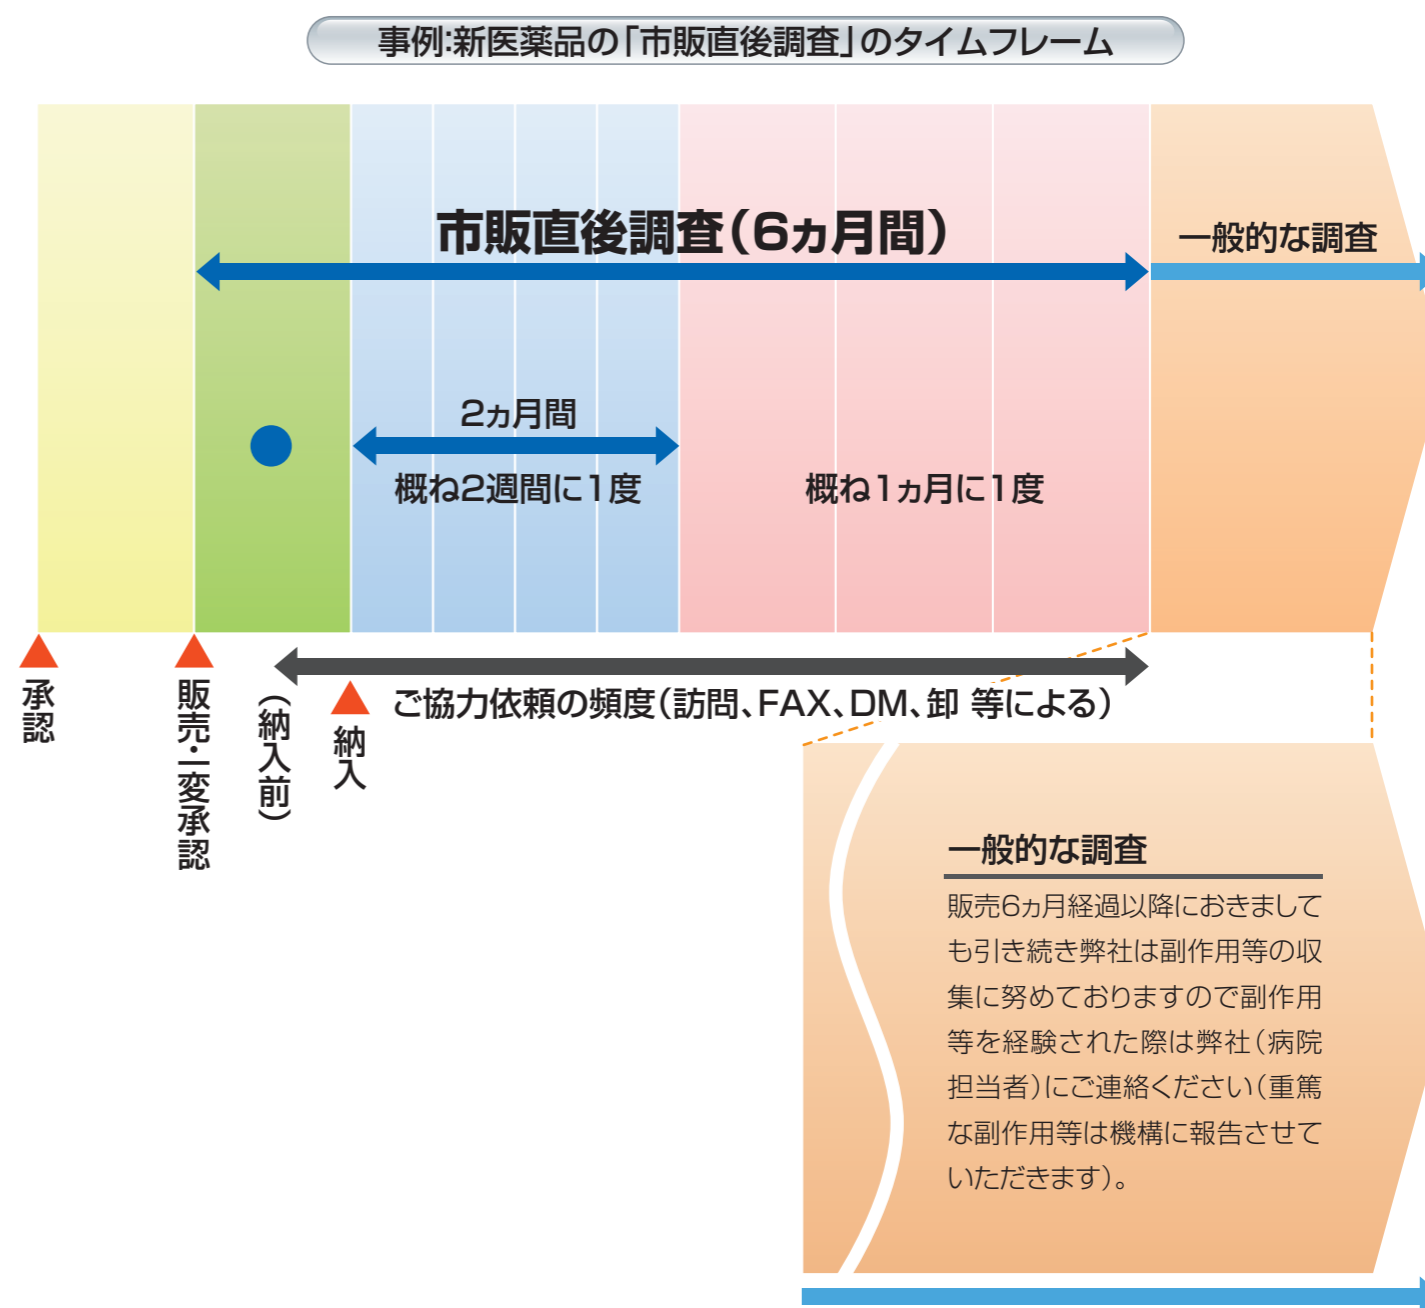 事例:新医薬品の「市販直後調査」のタイムフレーム
市販直後調査(6ヵ月間)
一般的な調査
2ヵ月間
概ね2週間に1度
概ね1ヵ月に1度
承認
販売・一変承認
(納入前)
納入
ご協力依頼の頻度(訪問、FAX、DM、卸 等による)
一般的な調査
販売6ヵ月経過以降におきまして
も引き続き弊社は副作用等の収
集に努めておりますので副作用
等を経験された際は弊社(病院
担当者)にご連絡ください(重篤
な副作用等は機構に報告させて
いただきます)。